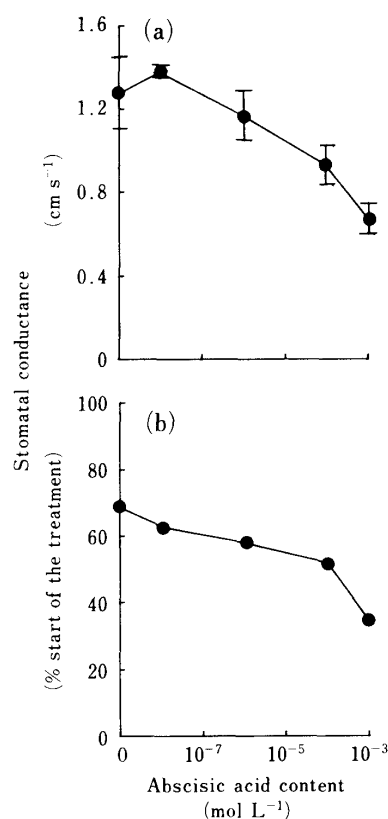 (a)
1.6
1.2
0.8
0.4
0
(cm s⁻¹)
Stomatal conductance
(b)
100
80
60
40
20
0
(% start of the treatment)
0 10⁻⁷ 10⁻⁵ 10⁻³
Abscisic acid content
(mol L⁻¹)